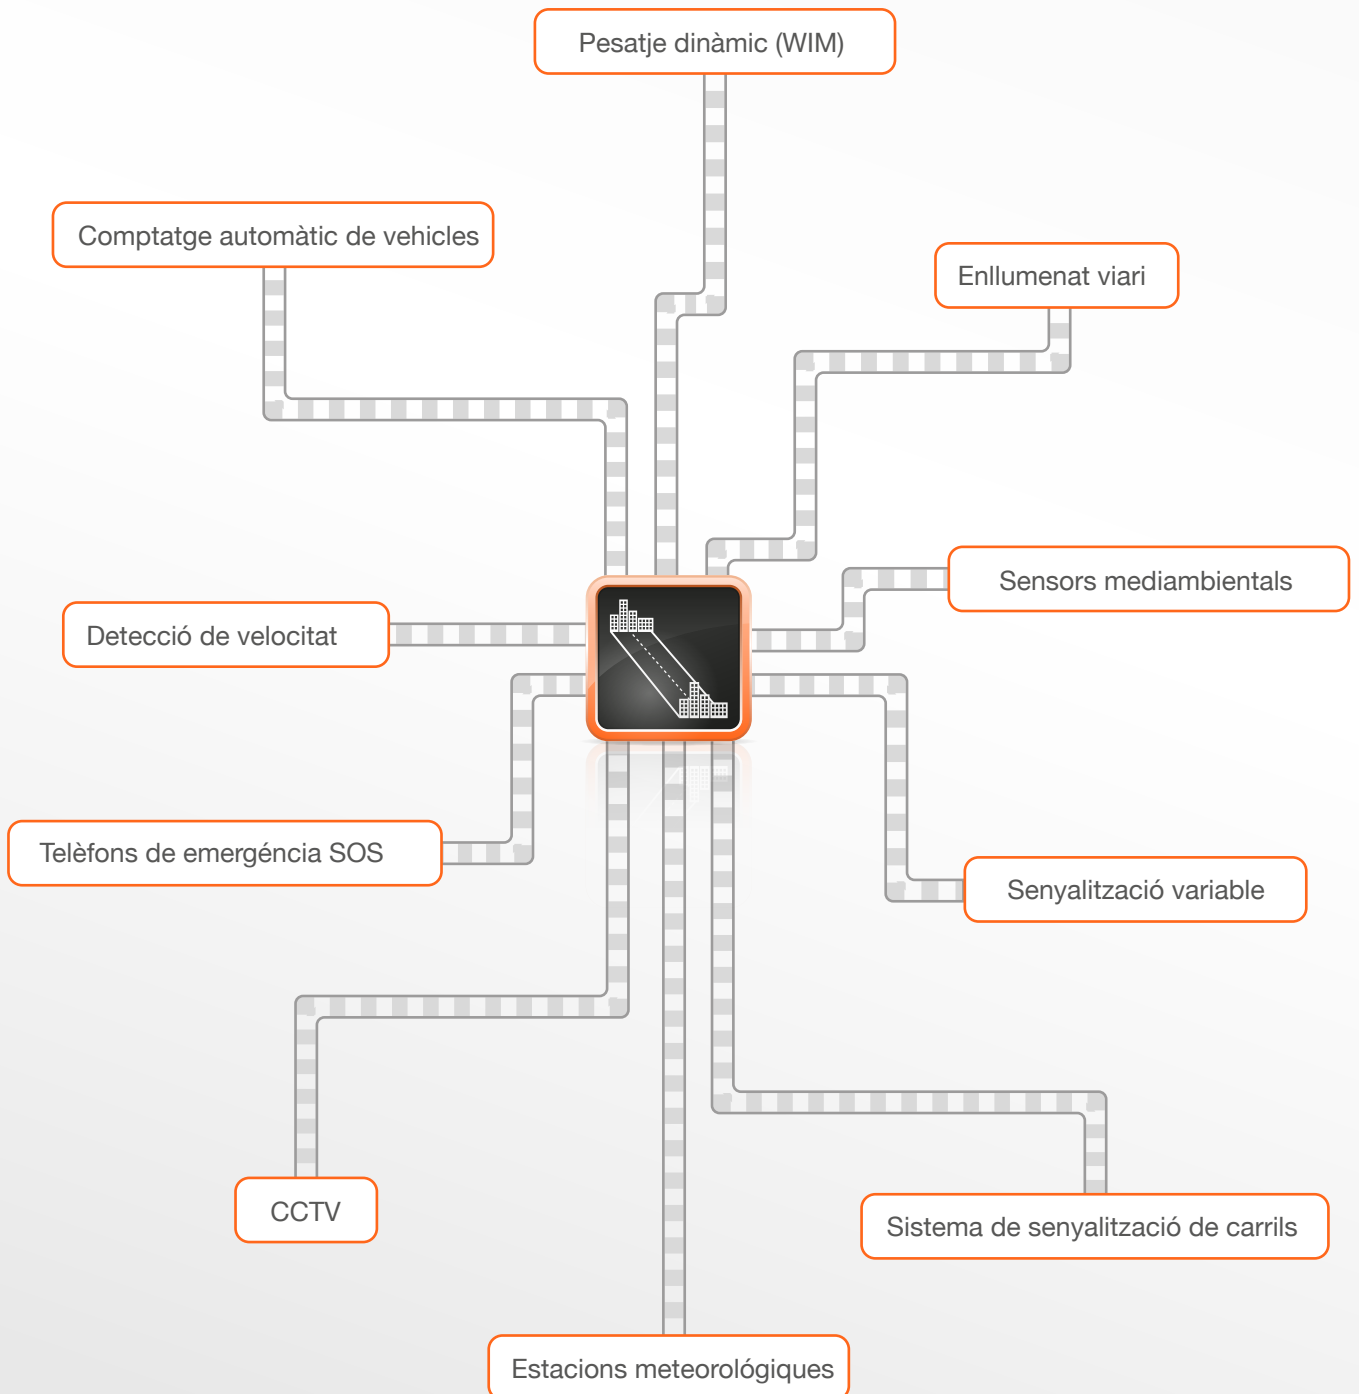 Pesatje dinàmic (WIM)
Comptatge automàtic de vehicles
Enllumenat viari
Sensors mediambientals
Detecció de velocitat
Telèfons de emergéncia SOS
Senyalització variable
CCTV
Sistema de senyalització de carrils
Estacions meteorológiques